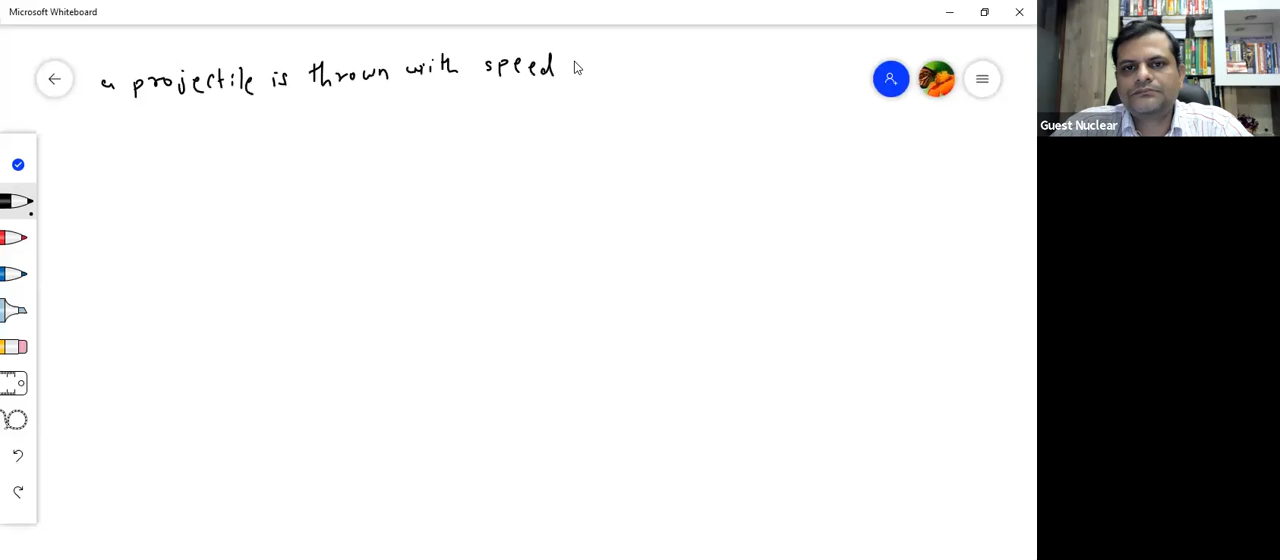 Microsoft Whiteboard
a projectile is thrown with speed
Guest Nuclear